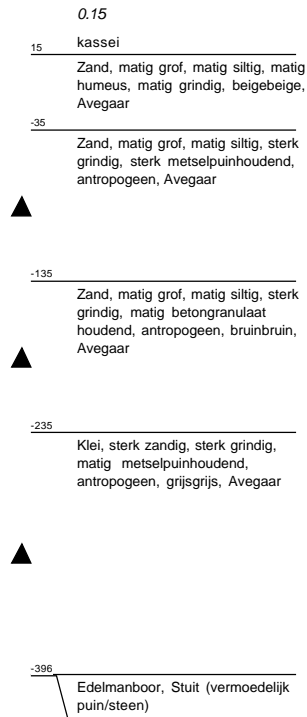 0.15
15 kassei
Zand, matig grof, matig siltig, matig
humeus, matig grindig, beigebeige,
Avegaar
-35
Zand, matig grof, matig siltig, sterk
grindig, sterk metselpuinhoudend,
antropogeen, Avegaar
-135
Zand, matig grof, matig siltig, sterk
grindig, matig betongranulaat
houdend, antropogeen, bruinbruin,
Avegaar
-235
Klei, sterk zandig, sterk grindig,
matig metselpuinhoudend,
antropogeen, grijsgrijs, Avegaar
-396
Edelmanboor, Stuit (vermoedelijk
puin/steen)